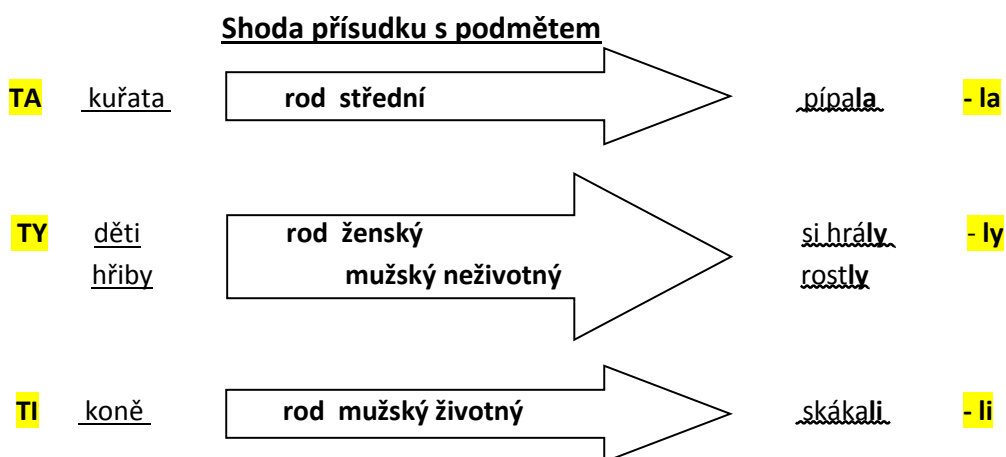 Shoda přísudku s podmětem
TA kuřata rod střední pípala - la
TY děti rod ženský si hrály - ly
hřiby mužský neživotný rostly
TI koně rod mužský životný skákali - li